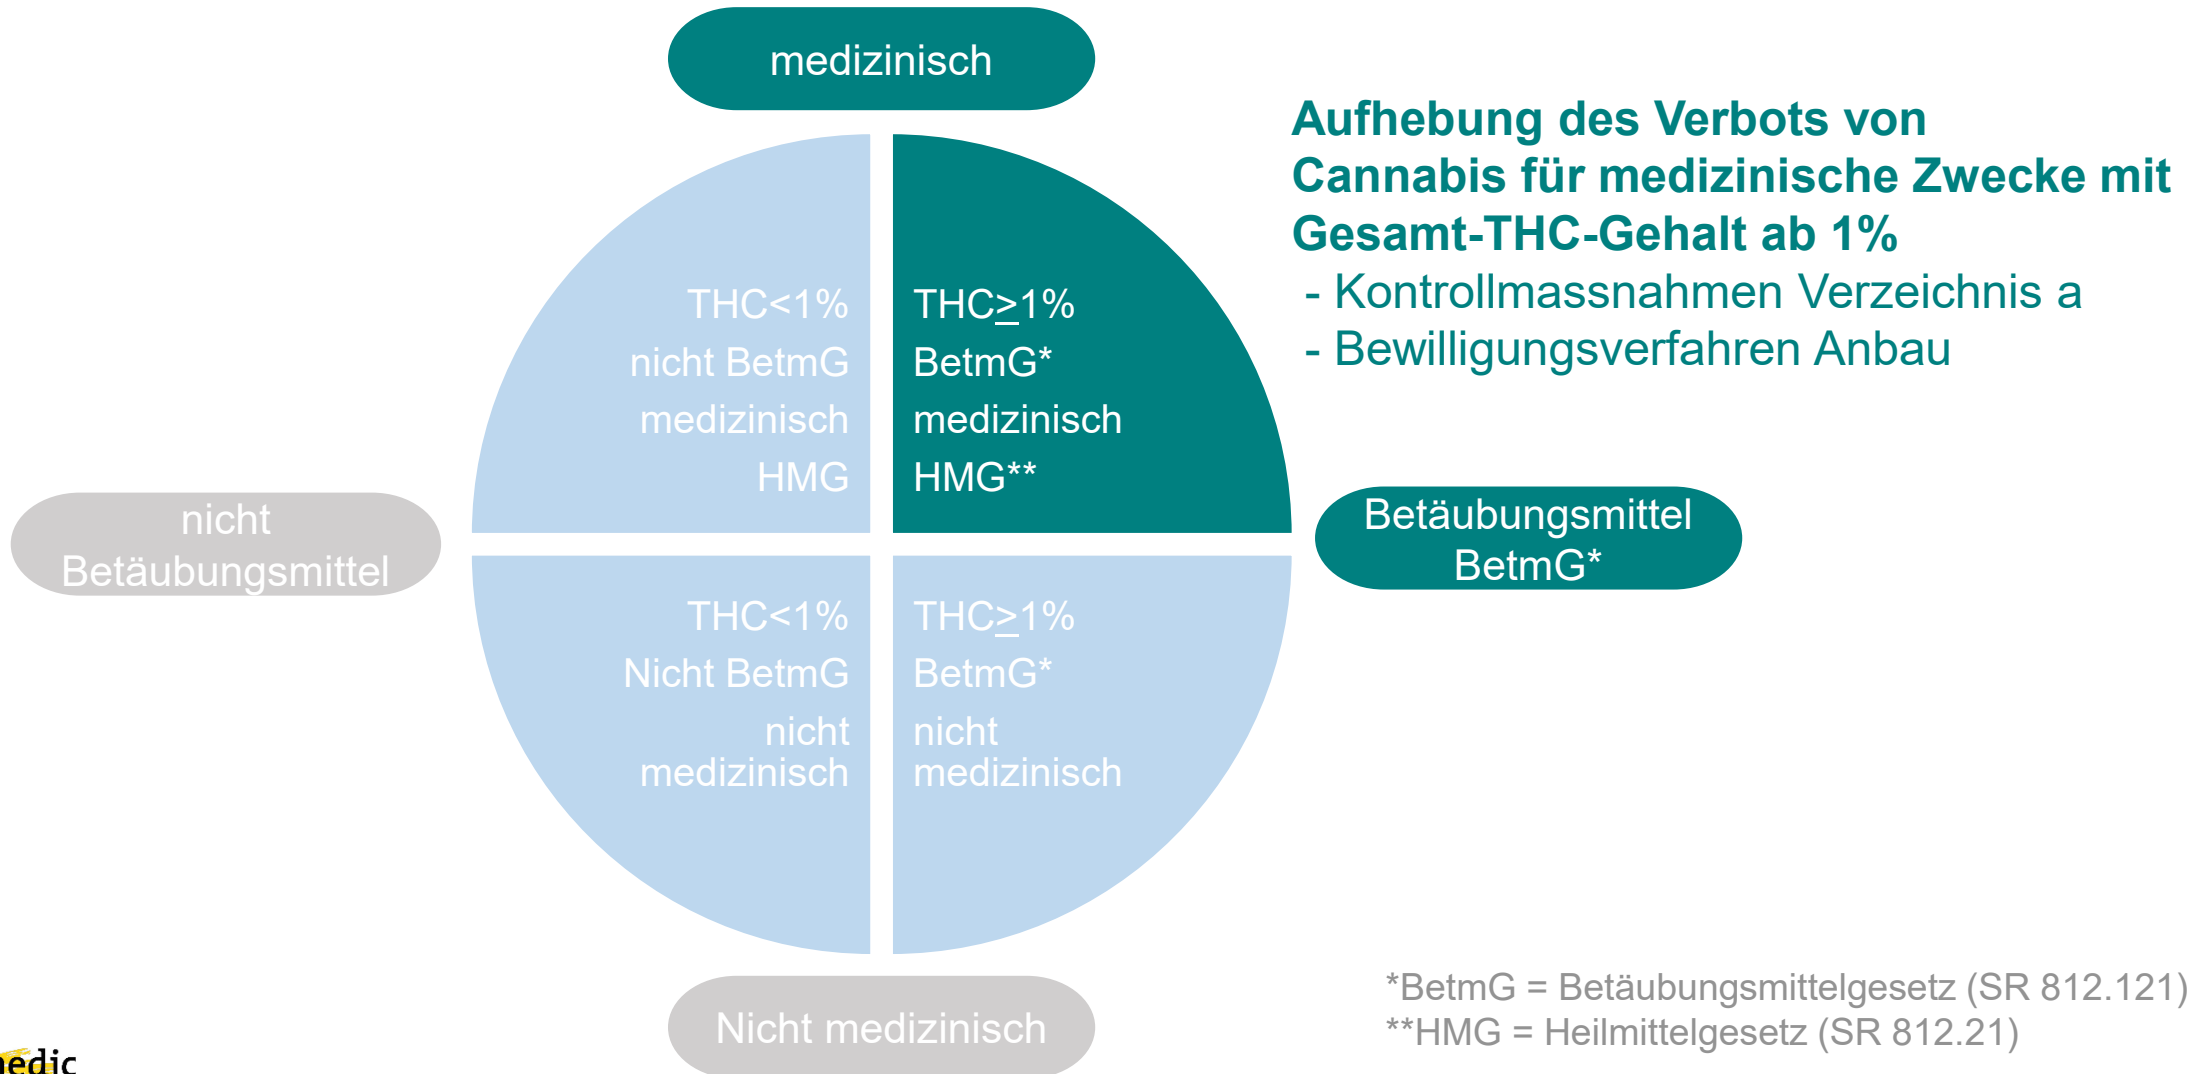 medizinisch
Aufhebung des Verbots von
Cannabis für medizinische Zwecke mit
Gesamt-THC-Gehalt ab 1%
- Kontrollmassnahmen Verzeichnis a
- Bewilligungsverfahren Anbau
THC<1%
nicht BetmG
medizinisch
HMG
THC≥1%
BetmG*
medizinisch
HMG**
nicht
Betäubungsmittel
Betäubungsmittel
BetmG*
THC<1%
Nicht BetmG
nicht
medizinisch
THC≥1%
BetmG*
nicht
medizinisch
Nicht medizinisch
*BetmG = Betäubungsmittelgesetz (SR 812.121)
**HMG = Heilmittelgesetz (SR 812.21)